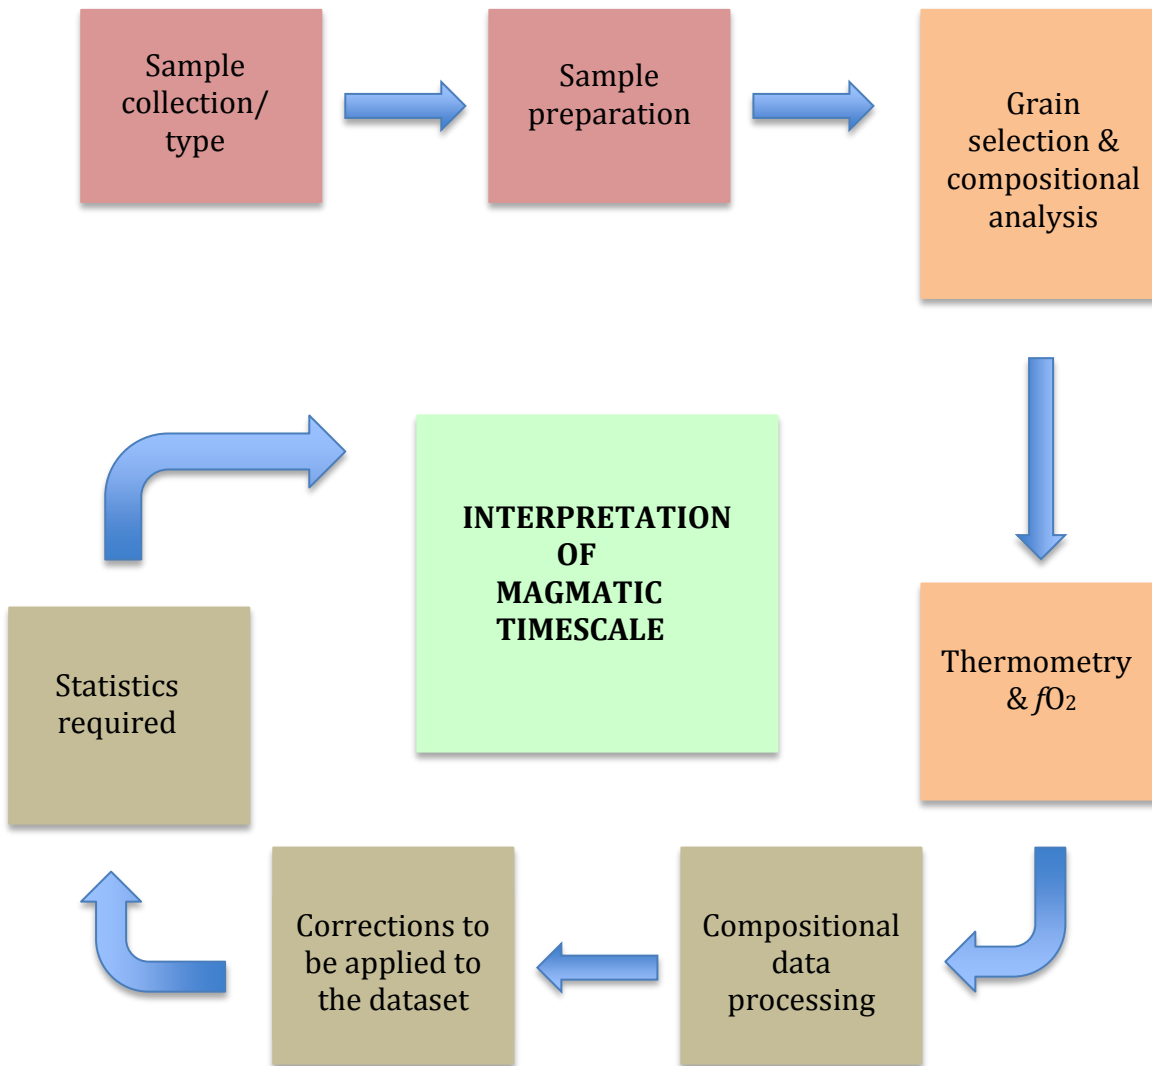 Sample
collection/
type
Sample
preparation
Grain
selection &
compositional
analysis
Thermometry
& fO₂
Compositional
data
processing
Corrections to
be applied to
the dataset
Statistics
required
INTERPRETATION
OF
MAGMATIC
TIMESCALE